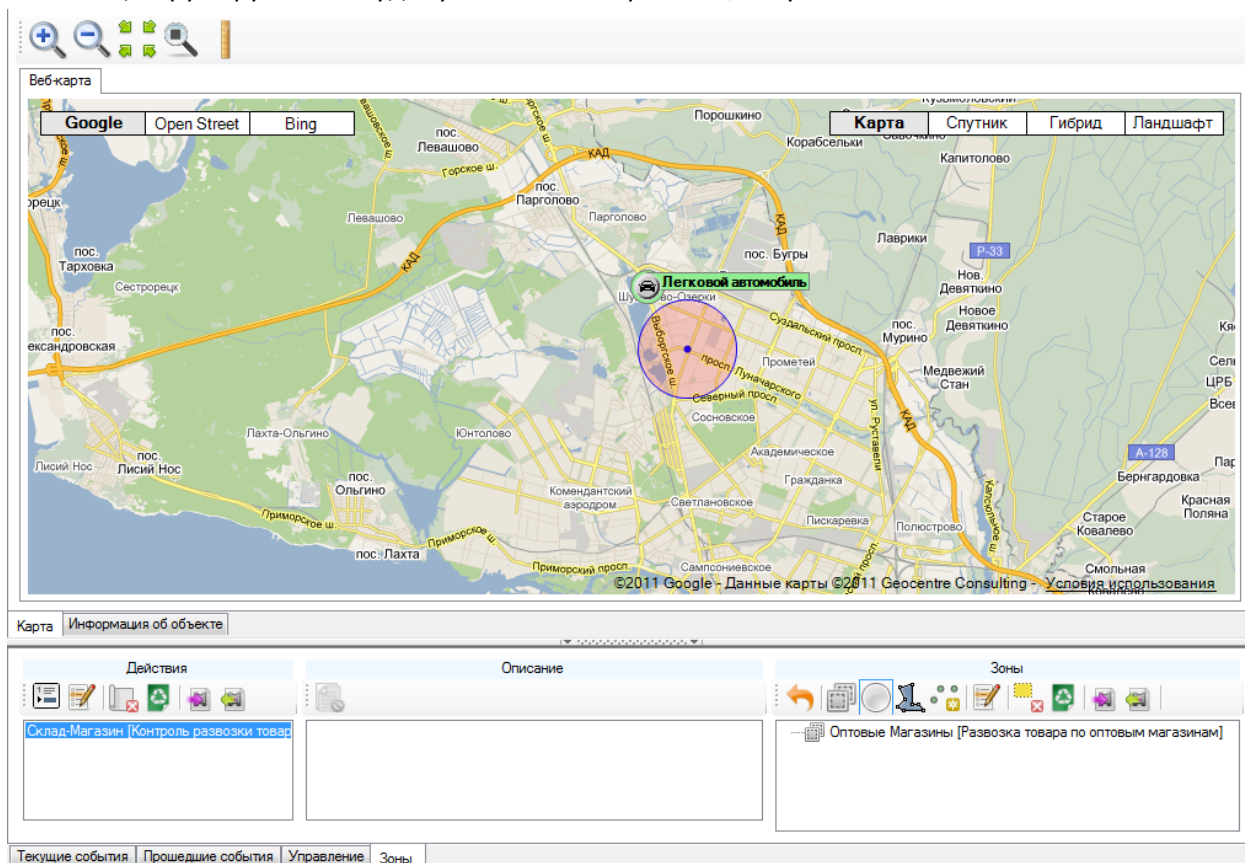 Веб-карта
Google Open Street Bing
Карта Спутник Гибрид Ландшафт
Порошкино
Корабсельки
Капитолово
пос. Левашово
Горское ш.
КАД
пос. Парголово
Парголово
Левашово
КАД
КАД
Лаврики
Р-33
пос. Бугры
пос. Тарховка
Сестрорецк
Нов. Девяткино
Легковой автомобиль
Новое Девяткино
пос. Мурино
Суздальский просп.
Выборгское ш.
просп. Луначарского
Прометей
Медвежий Стан
пос.
ександровская
Северный просп.
Сосновское
ул. Руставели
КАД
ЦРБ
Лахта-Ольгино
Юнтолово
Академическое
А-128
Лисий Нос
пос. Лисий Нос
Бернгардовка
Гражданка
пос. Ольгино
Комендантский аэродром
Светлановское
Красная Поляна
Приморское ш.
Пискаревка
Полюстрово
Капсюльное ш.
Старое Ковалево
Приморское ш.
пос. Лахта
Приморский просп.
Сампсониевское
Смольная
©2011 Google - Данные карты ©2011 Geocentre Consulting - Условия использования
Карта Информация об объекте
Действия Описание Зоны
Склад-Магазин [Контроль развозки товар
Оптовые Магазины [Развозка товара по оптовым магазинам]
Текущие события Прошедшие события Управление Зоны